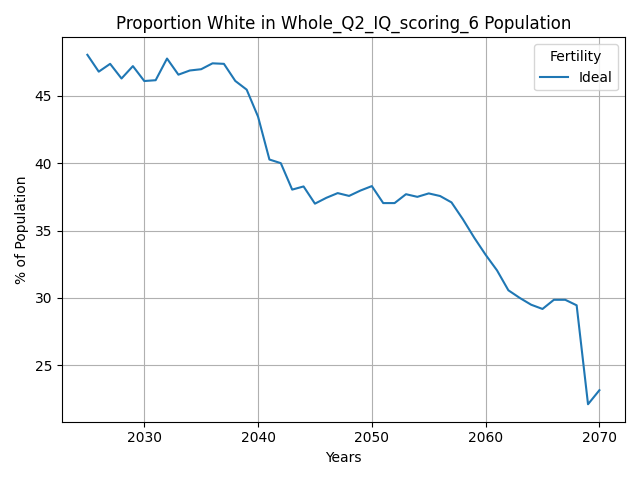 Proportion White in Whole_Q2_IQ_scoring_6 Population
Fertility
Ideal
% of Population
45
40
35
30
25
2030 2040 2050 2060 2070
Years